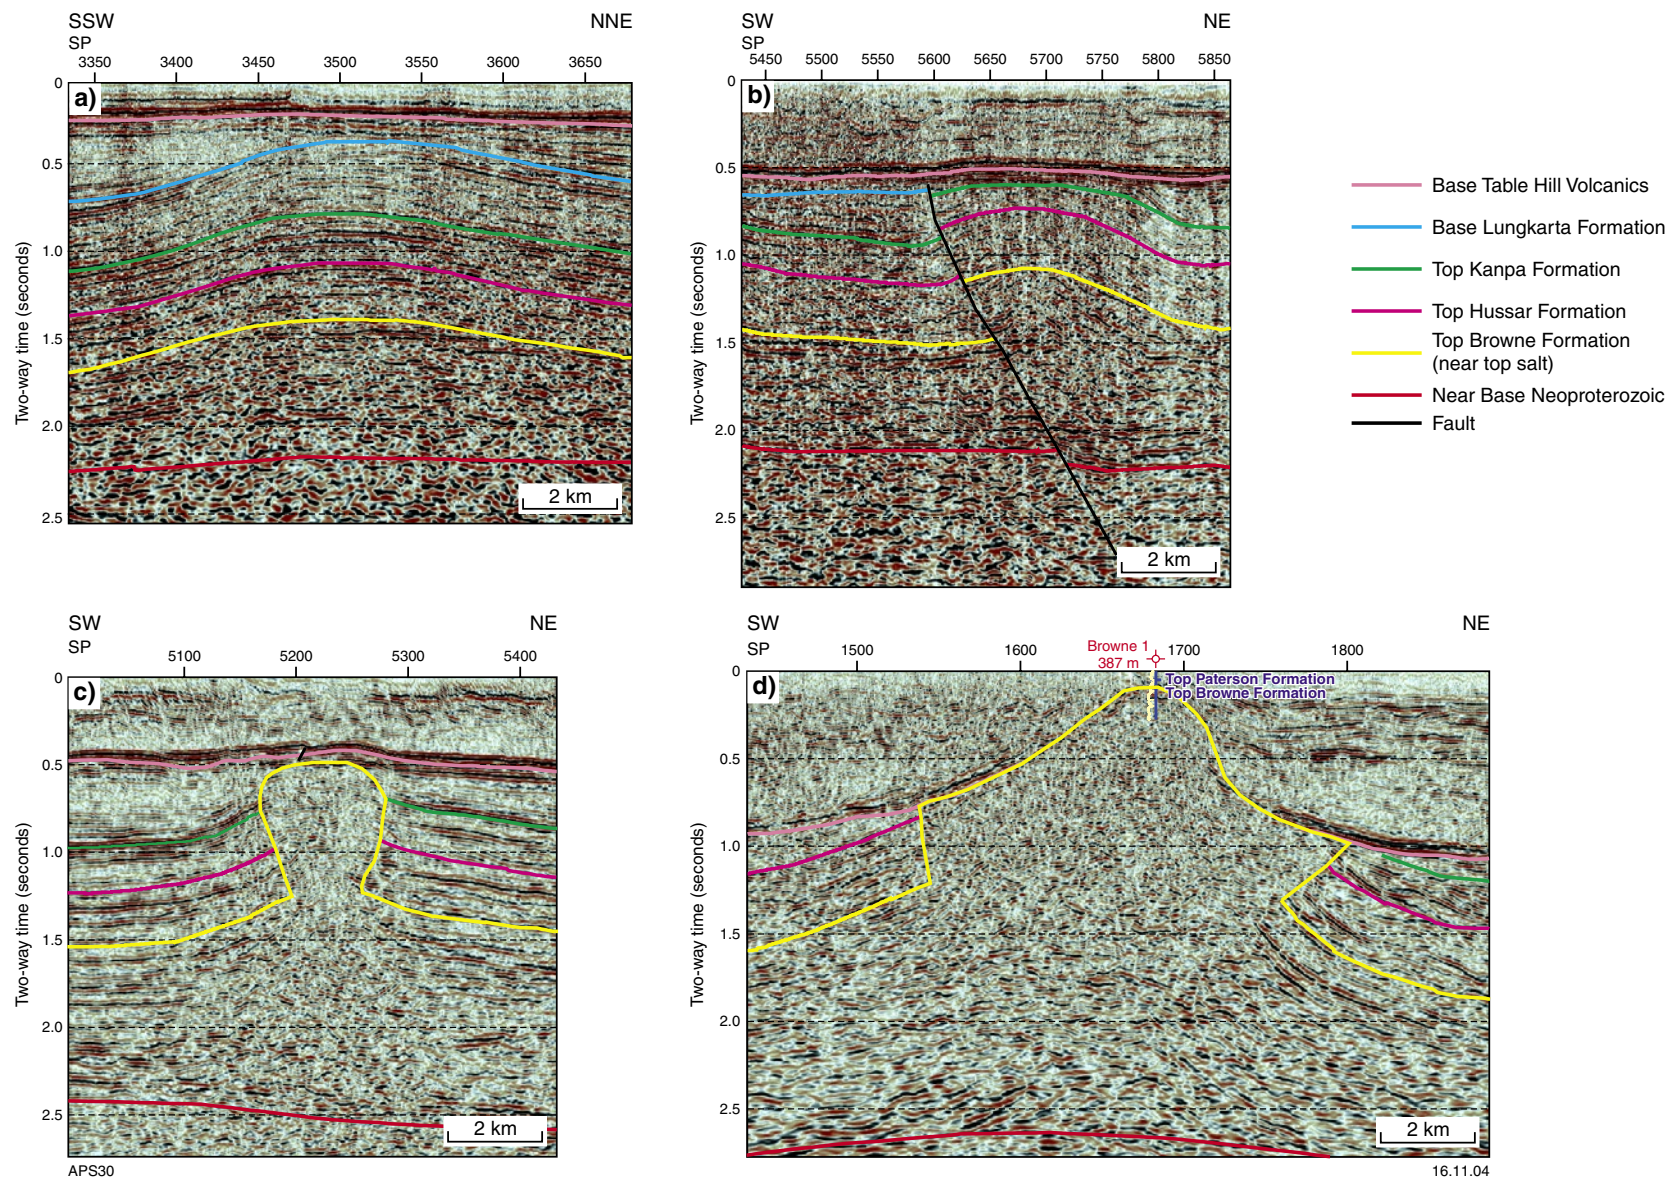 SSW NNE
SP
3350 3400 3450 3500 3550 3600 3650
a)
0
0.5
1.0
1.5
2.0
2.5
Two-way time (seconds)
2 km
SW NE
SP
5450 5500 5550 5600 5650 5700 5750 5800 5850
b)
0
0.5
1.0
1.5
2.0
2.5
Two-way time (seconds)
2 km
Base Table Hill Volcanics
Base Lungkarta Formation
Top Kanpa Formation
Top Hussar Formation
Top Browne Formation
(near top salt)
Near Base Neoproterozoic
Fault
SW NE
SP
5100 5200 5300 5400
c)
0
0.5
1.0
1.5
2.0
2.5
Two-way time (seconds)
2 km
SW NE
SP
1500 1600 1700 1800
Browne 1
387 m
d)
Top Paterson Formation
Top Browne Formation
0
0.5
1.0
1.5
2.0
2.5
Two-way time (seconds)
2 km
APS30 16.11.04